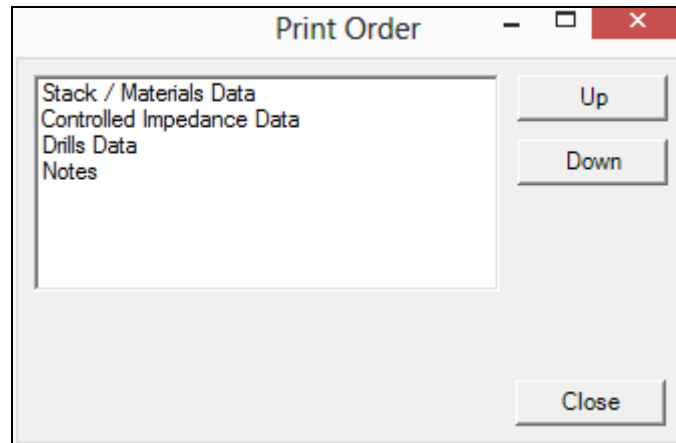 Print Order
Stack / Materials Data
Controlled Impedance Data
Drills Data
Notes
Up
Down
Close